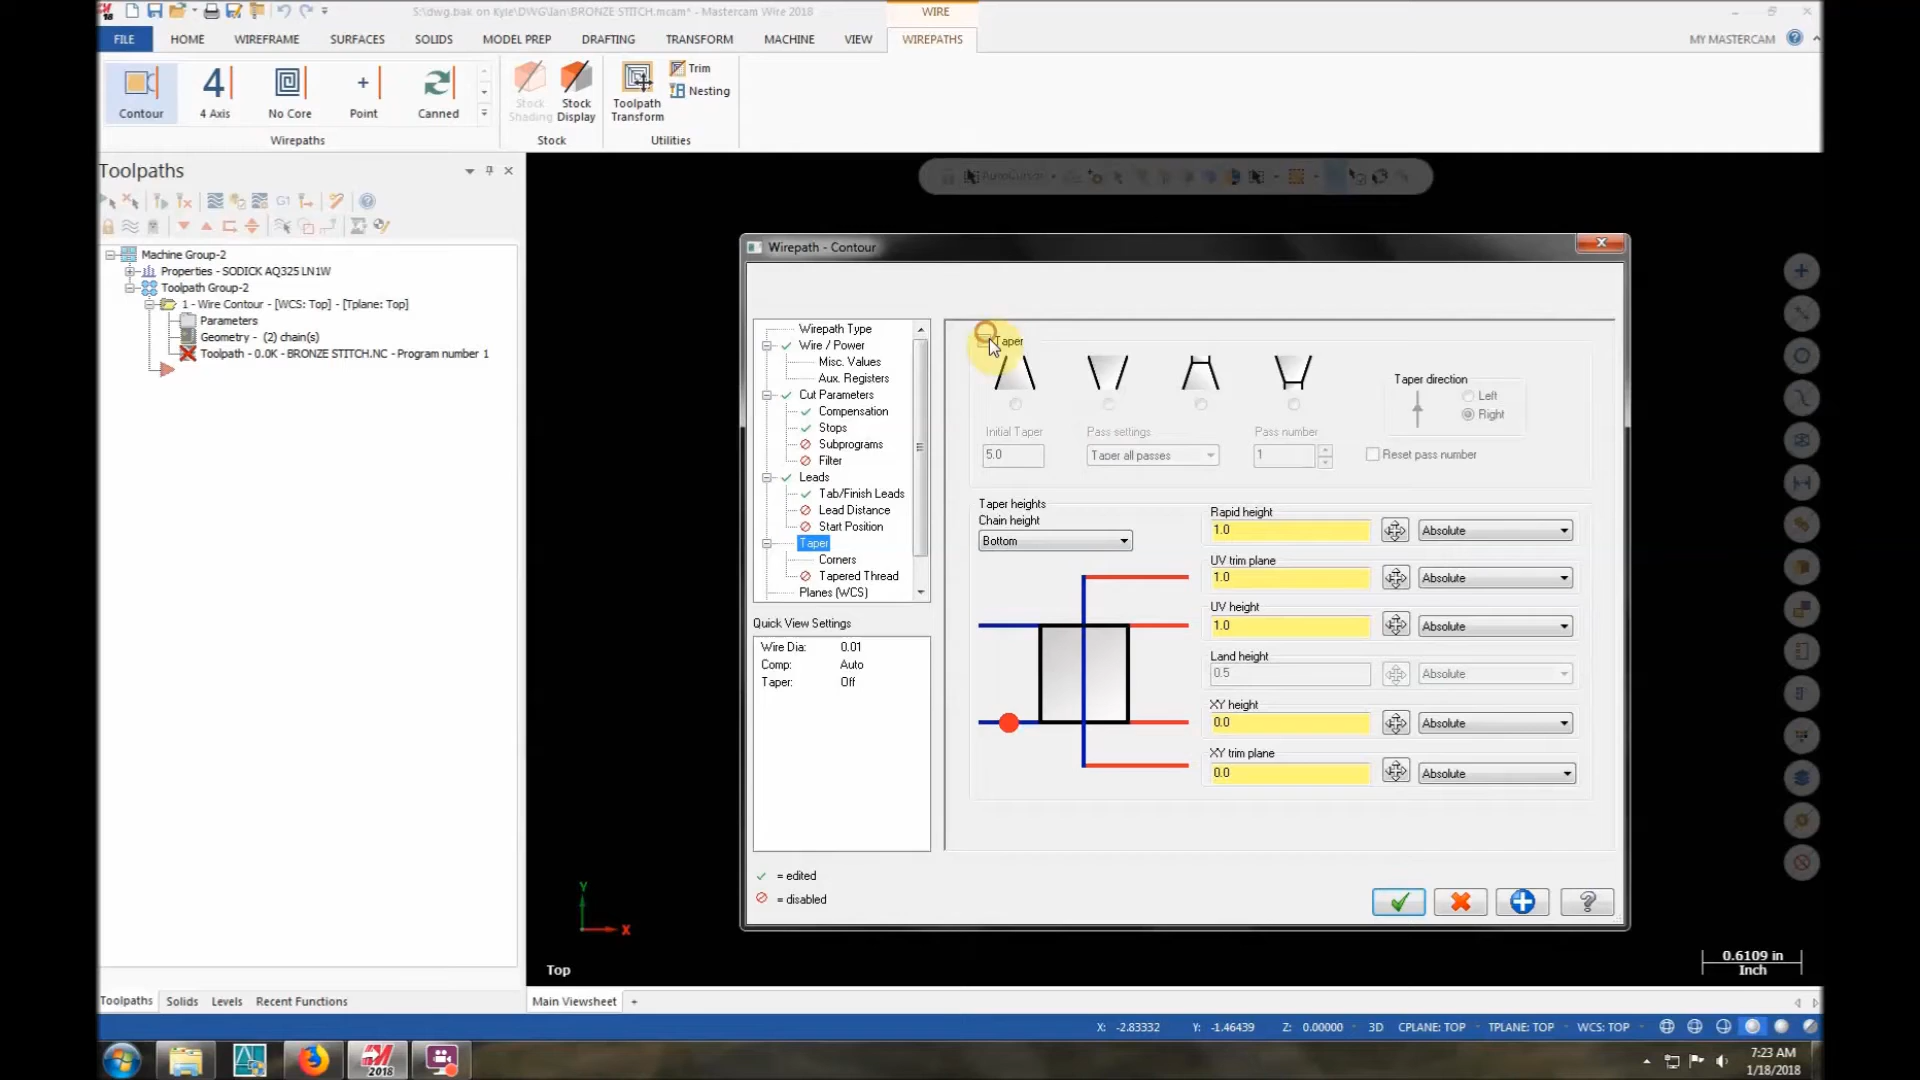 S:\dwg.bak on Kyle\DWG\Jan\BRONZE STITCH.mcam* - Mastercam Wire 2018
WIRE
FILE HOME WIREFRAME SURFACES SOLIDS MODEL PREP DRAFTING TRANSFORM MACHINE VIEW WIREPATHS MY MASTERCAM
Contour
4 Axis
No Core
Point
Canned
Wirepaths
Stock Shading
Stock Display
Stock
Toolpath Transform
Trim
Nesting
Utilities
Toolpaths
G1
Machine Group-2
Properties - SODICK AQ325 LN1W
Toolpath Group-2
1 - Wire Contour - [WCS: Top] - [Tplane: Top]
Parameters
Geometry - (2) chain(s)
Toolpath - 0.0K - BRONZE STITCH.NC - Program number 1
AutoCursor
Wirepath - Contour
Wirepath Type
Wire / Power
Misc. Values
Aux. Registers
Cut Parameters
Compensation
Stops
Subprograms
Filter
Leads
Tab/Finish Leads
Lead Distance
Start Position
Taper
Corners
Tapered Thread
Planes (WCS)
Quick View Settings
Wire Dia: 0.01
Comp: Auto
Taper: Off
= edited
= disabled
Taper
Taper direction
Left
Right
Initial Taper
5.0
Pass settings
Taper all passes
Pass number
1
Reset pass number
Taper heights
Chain height
Bottom
Rapid height
1.0 Absolute
UV trim plane
1.0 Absolute
UV height
1.0 Absolute
Land height
0.5 Absolute
XY height
0.0 Absolute
XY trim plane
0.0 Absolute
Y
X
Top
0.6109 in
Inch
Toolpaths Solids Levels Recent Functions
Main Viewsheet +
X: -2.83332 Y: -1.46439 Z: 0.00000 3D CPLANE: TOP TPLANE: TOP WCS: TOP
2018
7:23 AM
1/18/2018